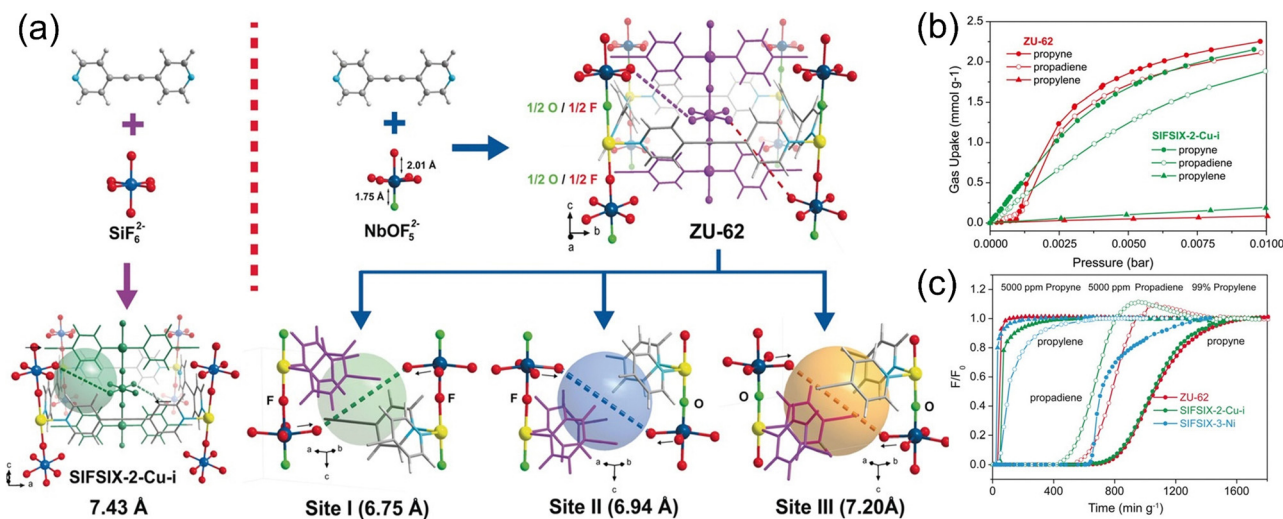 (a)
SiF₆²⁻
2.01 Å
1.75 Å
NbOF₅²⁻
1/2 O / 1/2 F
1/2 O / 1/2 F
c
b
a
ZU-62
c
a
SIFSIX-2-Cu-i
7.43 Å
F
F
a
b
c
Site I (6.75 Å)
F
O
a
b
c
Site II (6.94 Å)
O
O
a
b
c
Site III (7.20Å)
(b)
Gas Upake (mmol g-1)
2.5
2.0
1.5
1.0
0.5
0.0
ZU-62
propyne
propadiene
propylene
SIFSIX-2-Cu-i
propyne
propadiene
propylene
0.0000
0.0025
0.0050
0.0075
0.0100
Pressure (bar)
(c)
F/F₀
1.2
1.0
0.8
0.6
0.4
0.2
0.0
5000 ppm Propyne
5000 ppm Propadiene
99% Propylene
propylene
propyne
propadiene
ZU-62
SIFSIX-2-Cu-i
SIFSIX-3-Ni
0
400
800
1200
1600
Time (min g⁻¹)